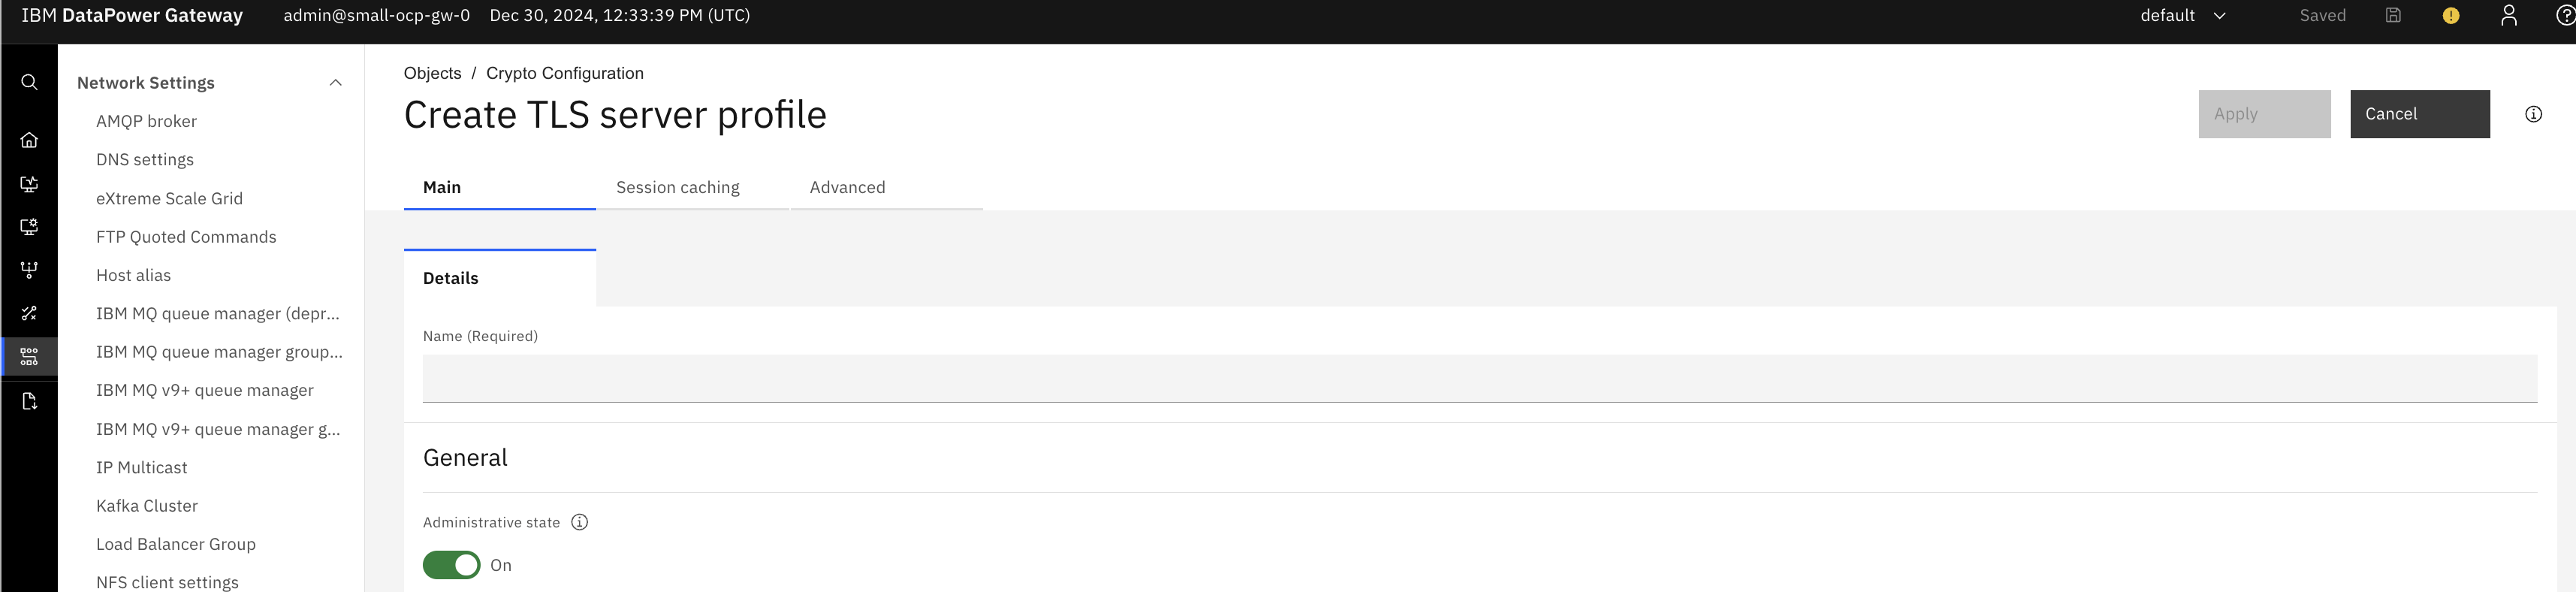 IBM DataPower Gateway admin@small-ocp-gw-0 Dec 30, 2024, 12:33:39 PM (UTC) default Saved
Network Settings
AMQP broker
DNS settings
eXtreme Scale Grid
FTP Quoted Commands
Host alias
IBM MQ queue manager (depr...
IBM MQ queue manager group...
IBM MQ v9+ queue manager
IBM MQ v9+ queue manager g...
IP Multicast
Kafka Cluster
Load Balancer Group
NFS client settings
Objects / Crypto Configuration
Create TLS server profile
Apply Cancel
Main Session caching Advanced
Details
Name (Required)
General
Administrative state
On